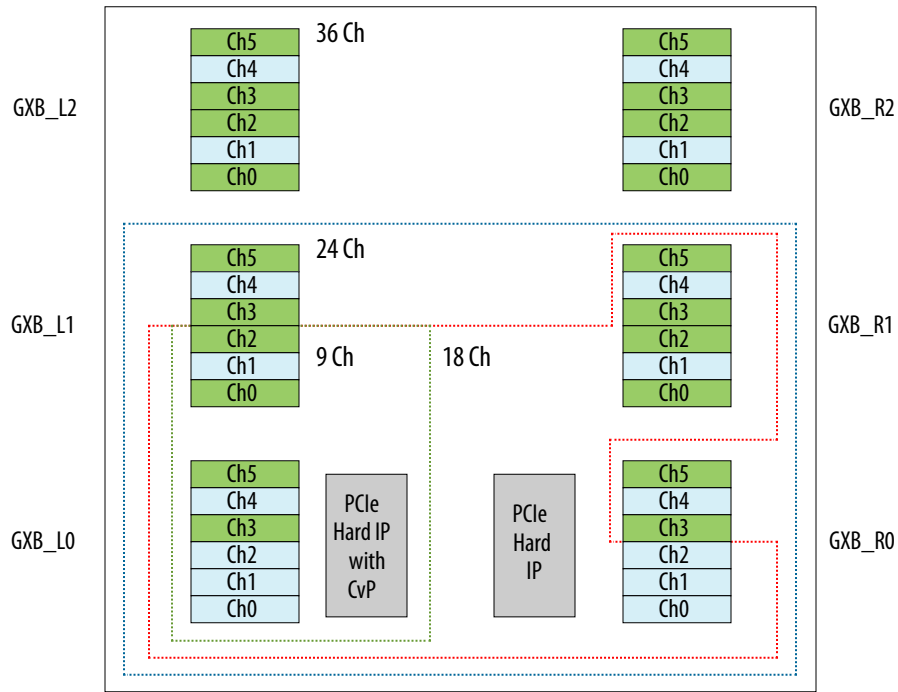 36 Ch
GXB_L2
Ch5
Ch4
Ch3
Ch2
Ch1
Ch0
Ch5
Ch4
Ch3
Ch2
Ch1
Ch0
GXB_R2
24 Ch
GXB_L1
Ch5
Ch4
Ch3
Ch2
Ch1
Ch0
9 Ch
18 Ch
Ch5
Ch4
Ch3
Ch2
Ch1
Ch0
GXB_R1
GXB_L0
Ch5
Ch4
Ch3
Ch2
Ch1
Ch0
PCIe
Hard IP
with
CvP
PCIe
Hard
IP
Ch5
Ch4
Ch3
Ch2
Ch1
Ch0
GXB_R0